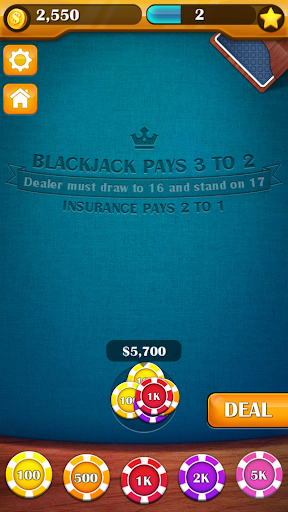 2,550
2
BLACKJACK PAYS 3 TO 2
Dealer must draw to 16 and stand on 17
INSURANCE PAYS 2 TO 1
$5,700
100
1K
DEAL
100
500
1K
2K
5K